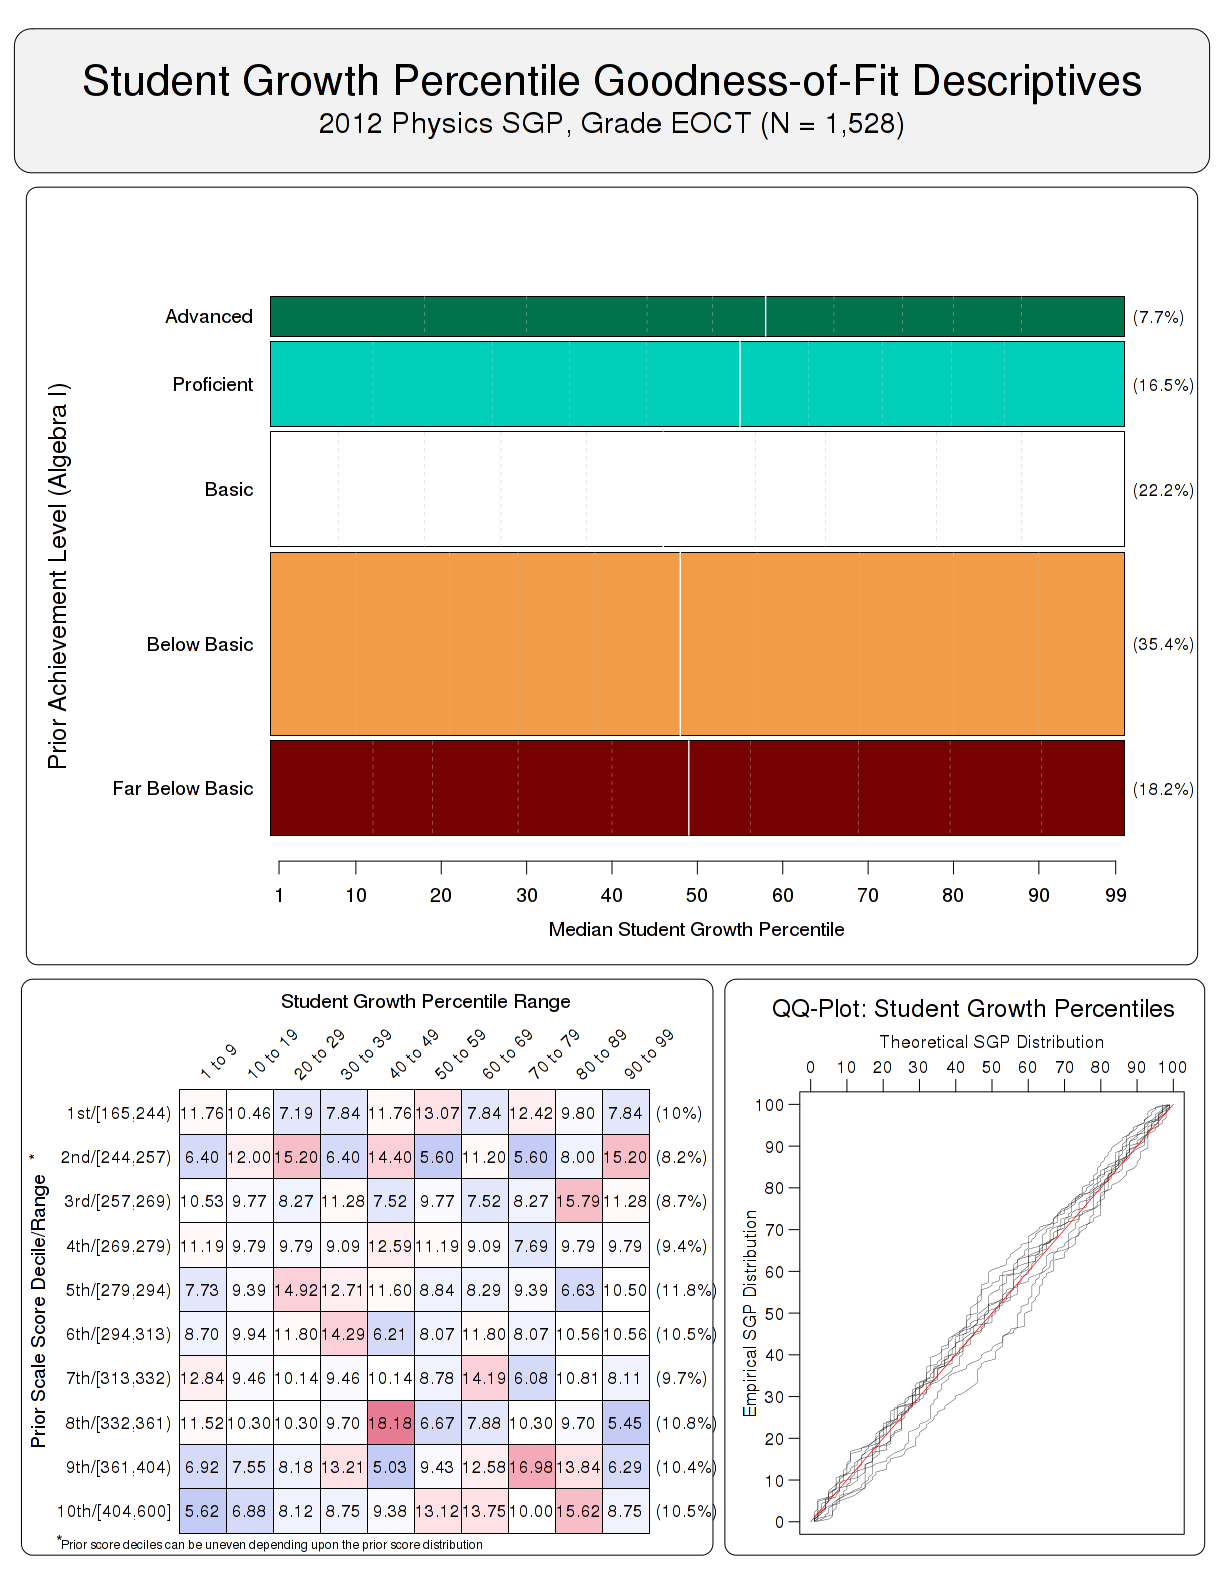 Student Growth Percentile Goodness-of-Fit Descriptives
2012 Physics SGP, Grade EOCT (N = 1,528)
Prior Achievement Level (Algebra I)
Advanced (7.7%)
Proficient (16.5%)
Basic (22.2%)
Below Basic (35.4%)
Far Below Basic (18.2%)
1 10 20 30 40 50 60 70 80 90 99
Median Student Growth Percentile
Student Growth Percentile Range
1 to 9 10 to 19 20 to 29 30 to 39 40 to 49 50 to 59 60 to 69 70 to 79 80 to 89 90 to 99
Prior Scale Score Decile/Range *
1st/[165,244) 11.76 10.46 7.19 7.84 11.76 13.07 7.84 12.42 9.80 7.84 (10%)
2nd/[244,257) 6.40 12.00 15.20 6.40 14.40 5.60 11.20 5.60 8.00 15.20 (8.2%)
3rd/[257,269) 10.53 9.77 8.27 11.28 7.52 9.77 7.52 8.27 15.79 11.28 (8.7%)
4th/[269,279) 11.19 9.79 9.79 9.09 12.59 11.19 9.09 7.69 9.79 9.79 (9.4%)
5th/[279,294) 7.73 9.39 14.92 12.71 11.60 8.84 8.29 9.39 6.63 10.50 (11.8%)
6th/[294,313) 8.70 9.94 11.80 14.29 6.21 8.07 11.80 8.07 10.56 10.56 (10.5%)
7th/[313,332) 12.84 9.46 10.14 9.46 10.14 8.78 14.19 6.08 10.81 8.11 (9.7%)
8th/[332,361) 11.52 10.30 10.30 9.70 18.18 6.67 7.88 10.30 9.70 5.45 (10.8%)
9th/[361,404) 6.92 7.55 8.18 13.21 5.03 9.43 12.58 16.98 13.84 6.29 (10.4%)
10th/[404,600] 5.62 6.88 8.12 8.75 9.38 13.12 13.75 10.00 15.62 8.75 (10.5%)
*Prior score deciles can be uneven depending upon the prior score distribution
QQ-Plot: Student Growth Percentiles
Theoretical SGP Distribution
0 10 20 30 40 50 60 70 80 90 100
Empirical SGP Distribution
100
90
80
70
60
50
40
30
20
10
0